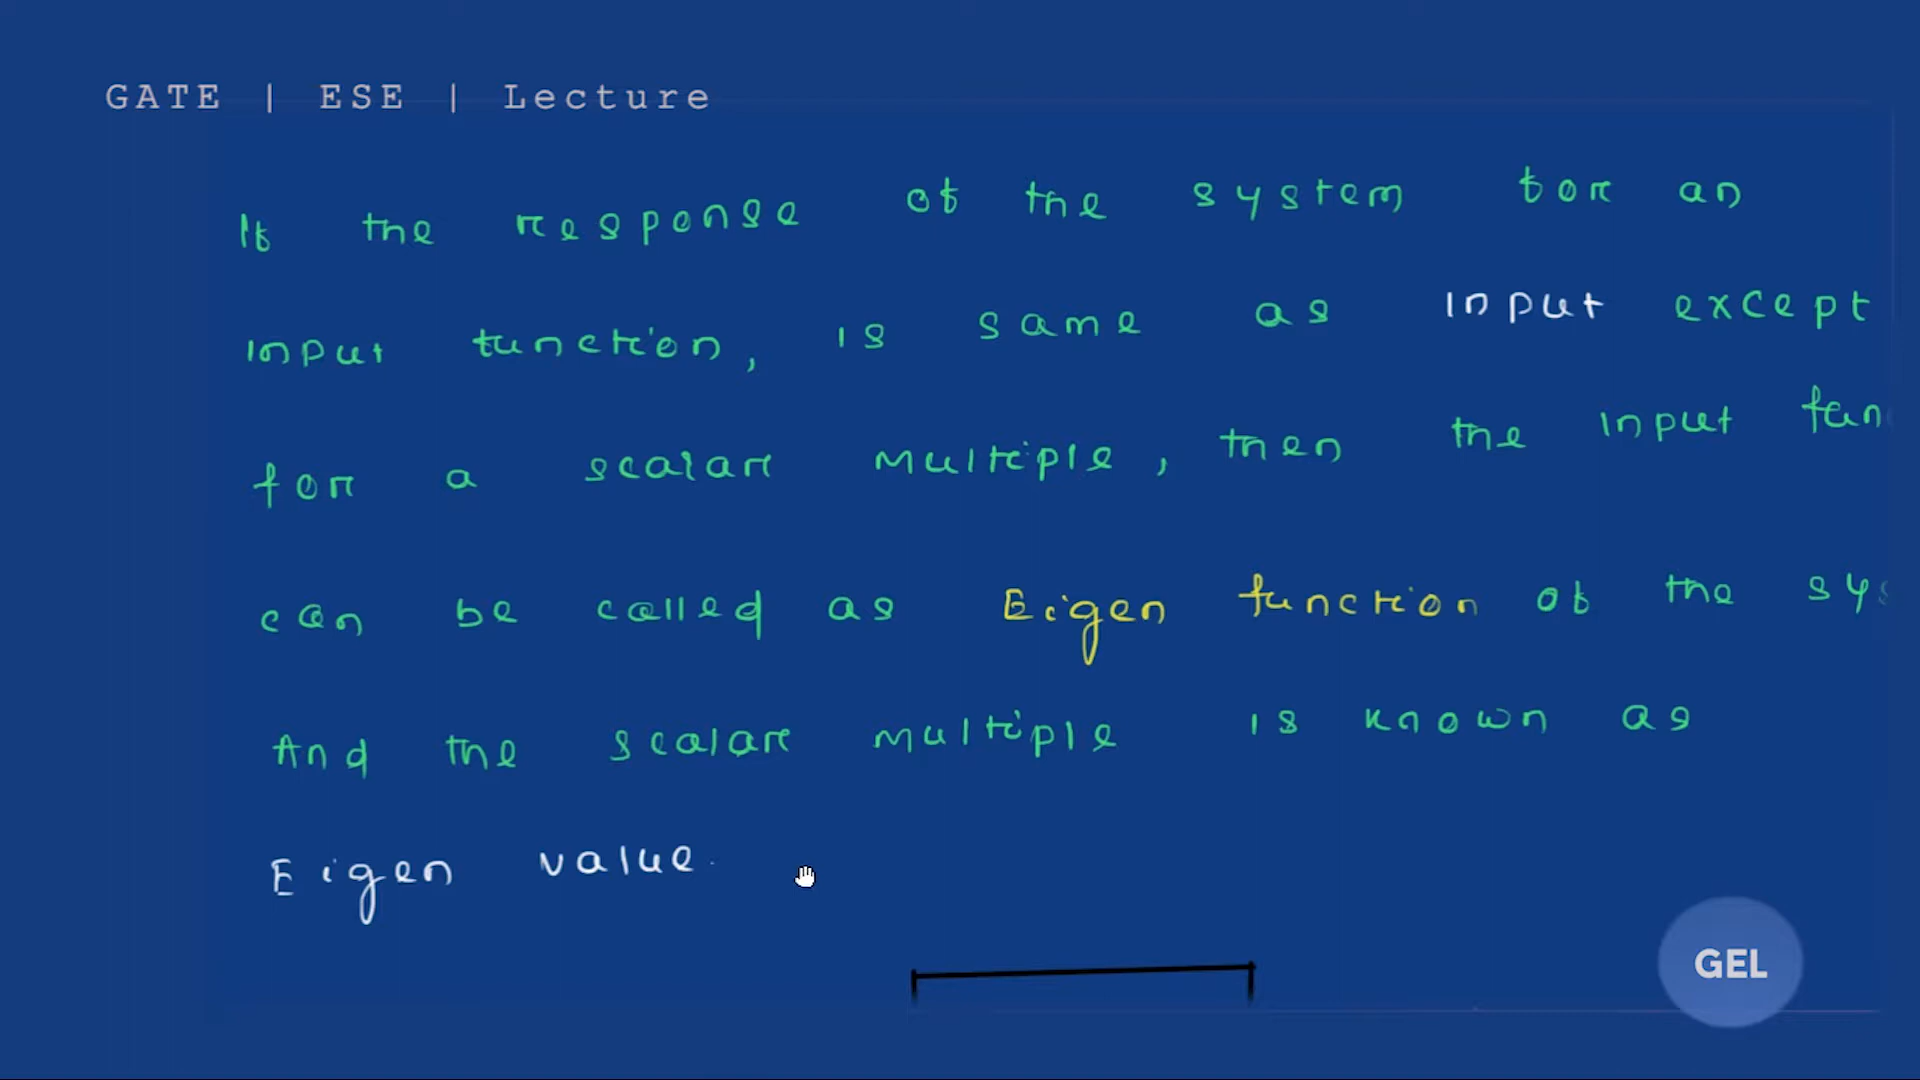 GATE | ESE | Lecture
If the response of the system for an
input function, is same as input except
for a scalar multiple, then the input fun
can be called as Eigen function of the sys
And the scalar multiple is known as
Eigen value.
GEL